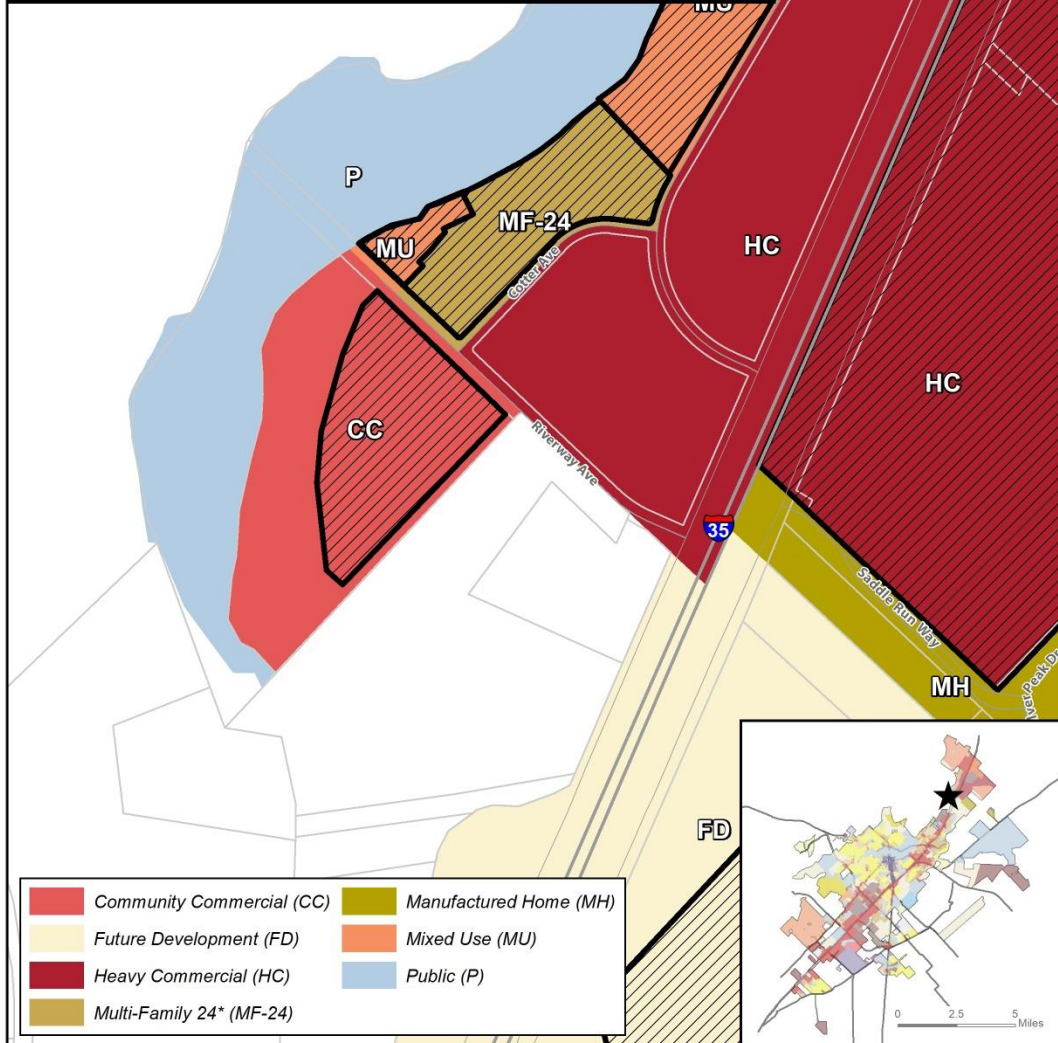 MU
P
MF-24
MU
HC
Cotter Ave
HC
CC
Riverway Ave
35
Saddle Run Way
MH
FD
Community Commercial (CC)
Manufactured Home (MH)
Future Development (FD)
Mixed Use (MU)
Heavy Commercial (HC)
Public (P)
Multi-Family 24* (MF-24)
0 2.5 5
Miles